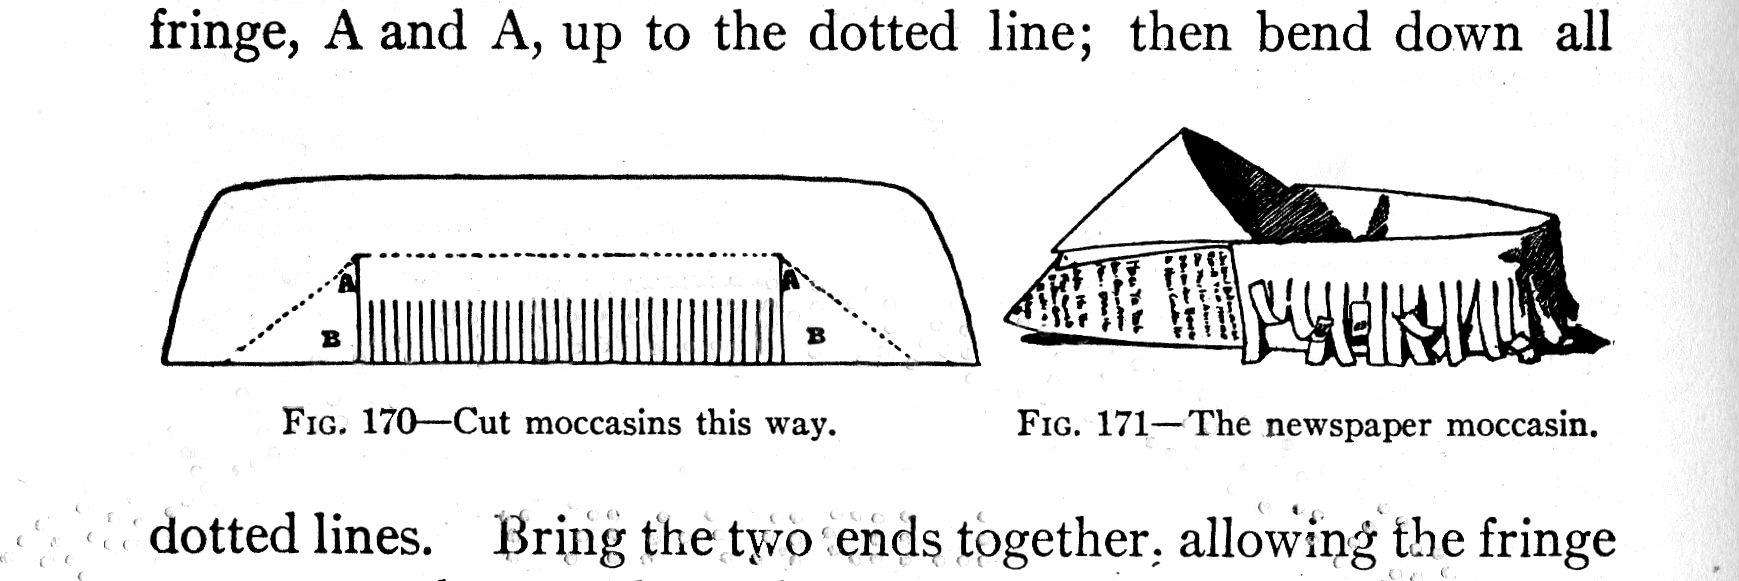 fringe, A and A, up to the dotted line; then bend down all
A A
B B
FIG. 170—Cut moccasins this way.
FIG. 171—The newspaper moccasin.
dotted lines. Bring the two ends together, allowing the fringe